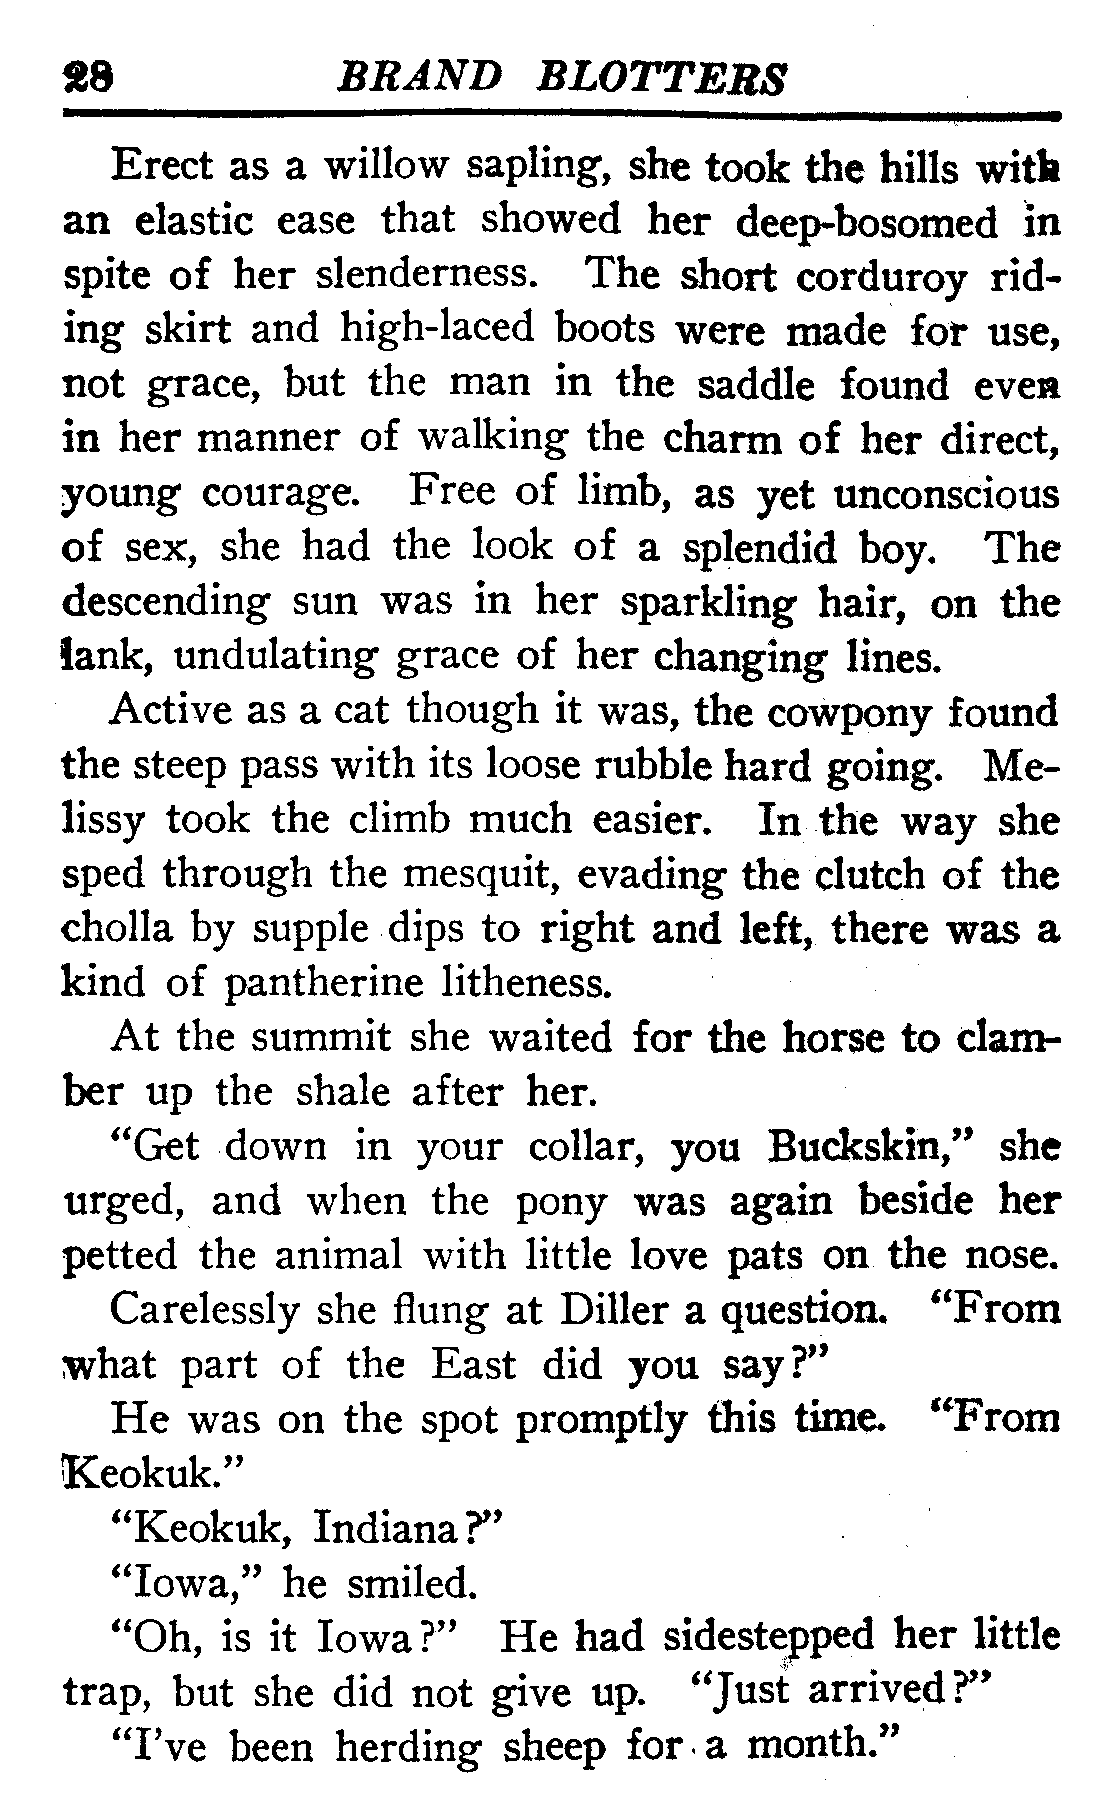 28 BRAND BLOTTERS
Erect as a willow sapling, she took the hills with
an elastic ease that showed her deep-bosomed in
spite of her slenderness. The short corduroy rid-
ing skirt and high-laced boots were made for use,
not grace, but the man in the saddle found even
in her manner of walking the charm of her direct,
young courage. Free of limb, as yet unconscious
of sex, she had the look of a splendid boy. The
descending sun was in her sparkling hair, on the
lank, undulating grace of her changing lines.
Active as a cat though it was, the cowpony found
the steep pass with its loose rubble hard going. Me-
lissy took the climb much easier. In the way she
sped through the mesquit, evading the clutch of the
cholla by supple dips to right and left, there was a
kind of pantherine litheness.
At the summit she waited for the horse to clam-
ber up the shale after her.
“Get down in your collar, you Buckskin,” she
urged, and when the pony was again beside her
petted the animal with little love pats on the nose.
Carelessly she flung at Diller a question. “From
what part of the East did you say?”
He was on the spot promptly this time. “From
Keokuk.”
“Keokuk, Indiana?”
“Iowa,” he smiled.
“Oh, is it Iowa?” He had sidestepped her little
trap, but she did not give up. “Just arrived?”
“I’ve been herding sheep for a month.”